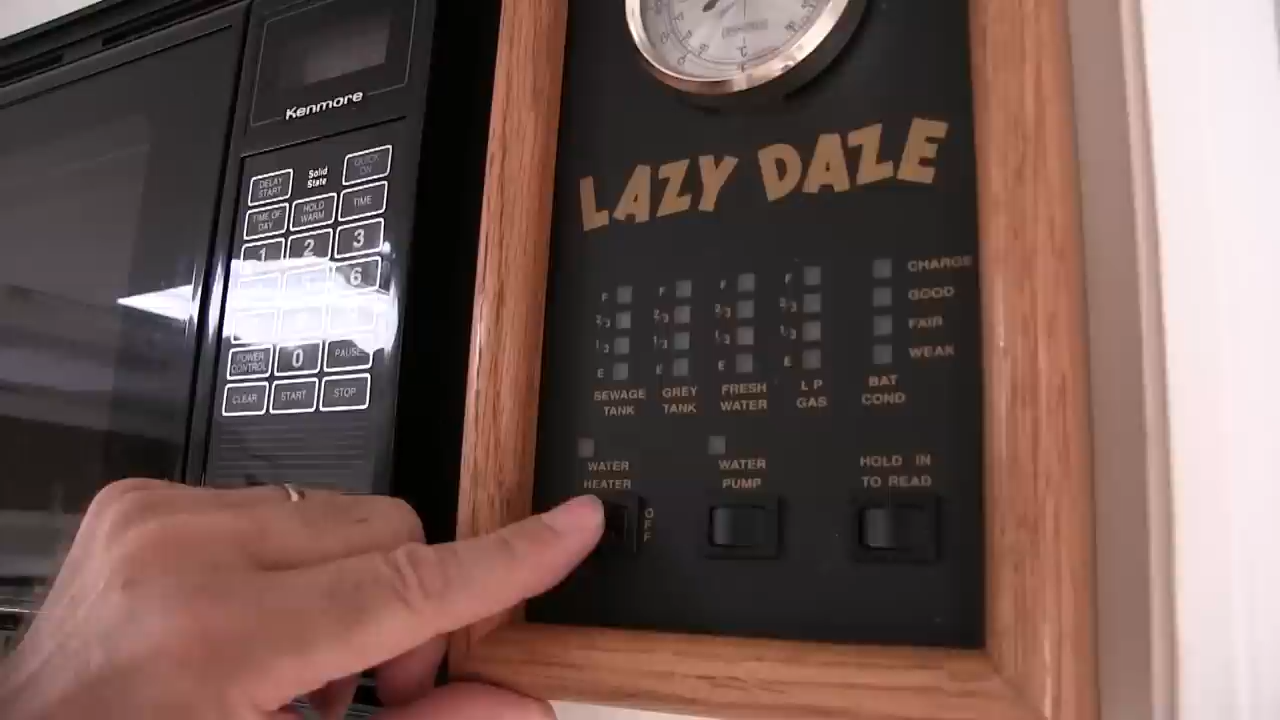 Kenmore
DELAY START
Solid State
QUICK ON
TIME OF DAY
HOLD WARM
TIME
1 2 3
6
POWER CONTROL
0
PAUSE
CLEAR
START
STOP
°C
LAZY DAZE
F F F F CHARGE
2/3 2/3 2/3 2/3 GOOD
1/3 1/3 1/3 1/3 FAIR
E E E E WEAK
SEWAGE TANK
GREY TANK
FRESH WATER
L P GAS
BAT COND
WATER HEATER
WATER PUMP
HOLD IN TO READ
OFF